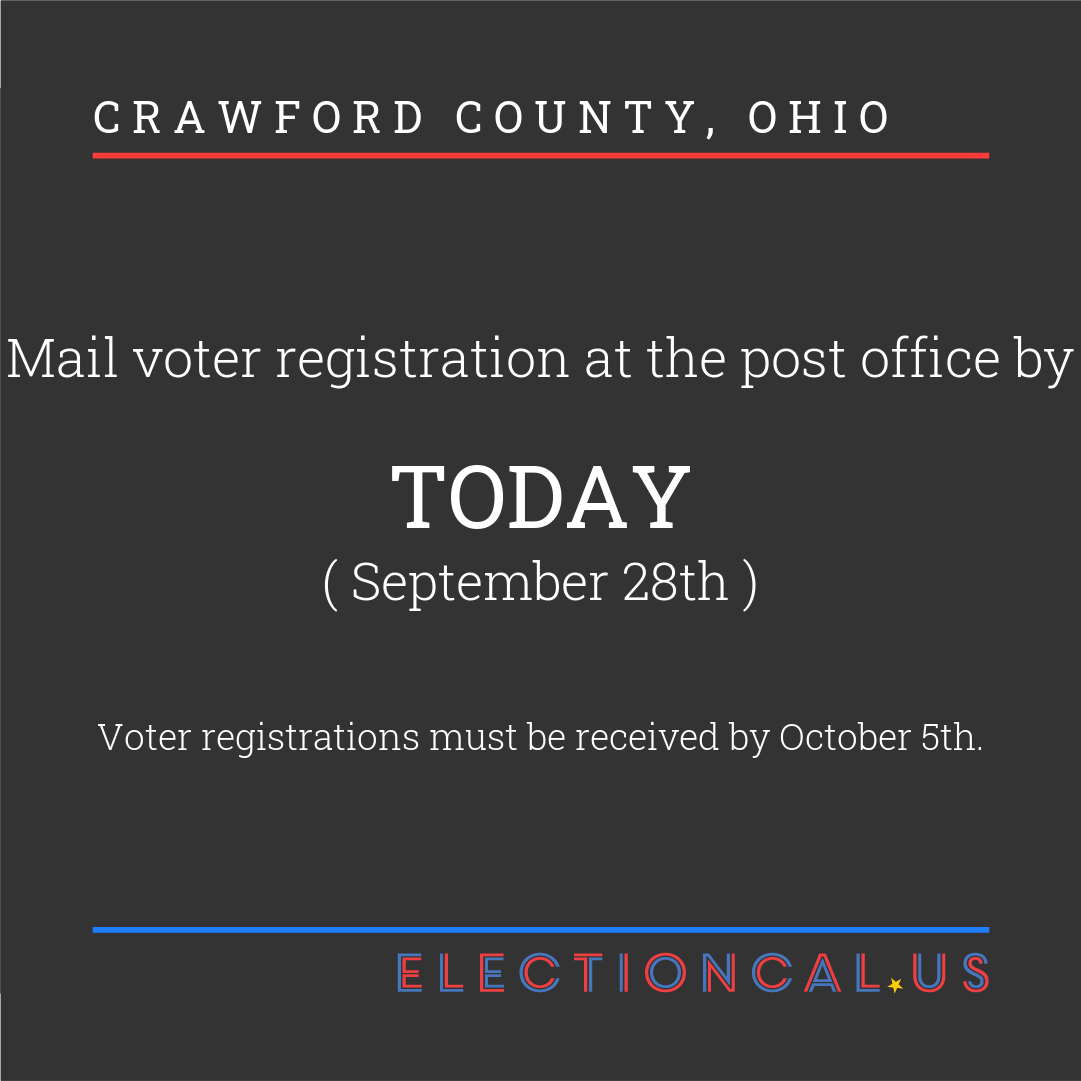 CRAWFORD COUNTY, OHIO
Mail voter registration at the post office by
TODAY
( September 28th )
Voter registrations must be received by October 5th.
ELECTIONCAL.US